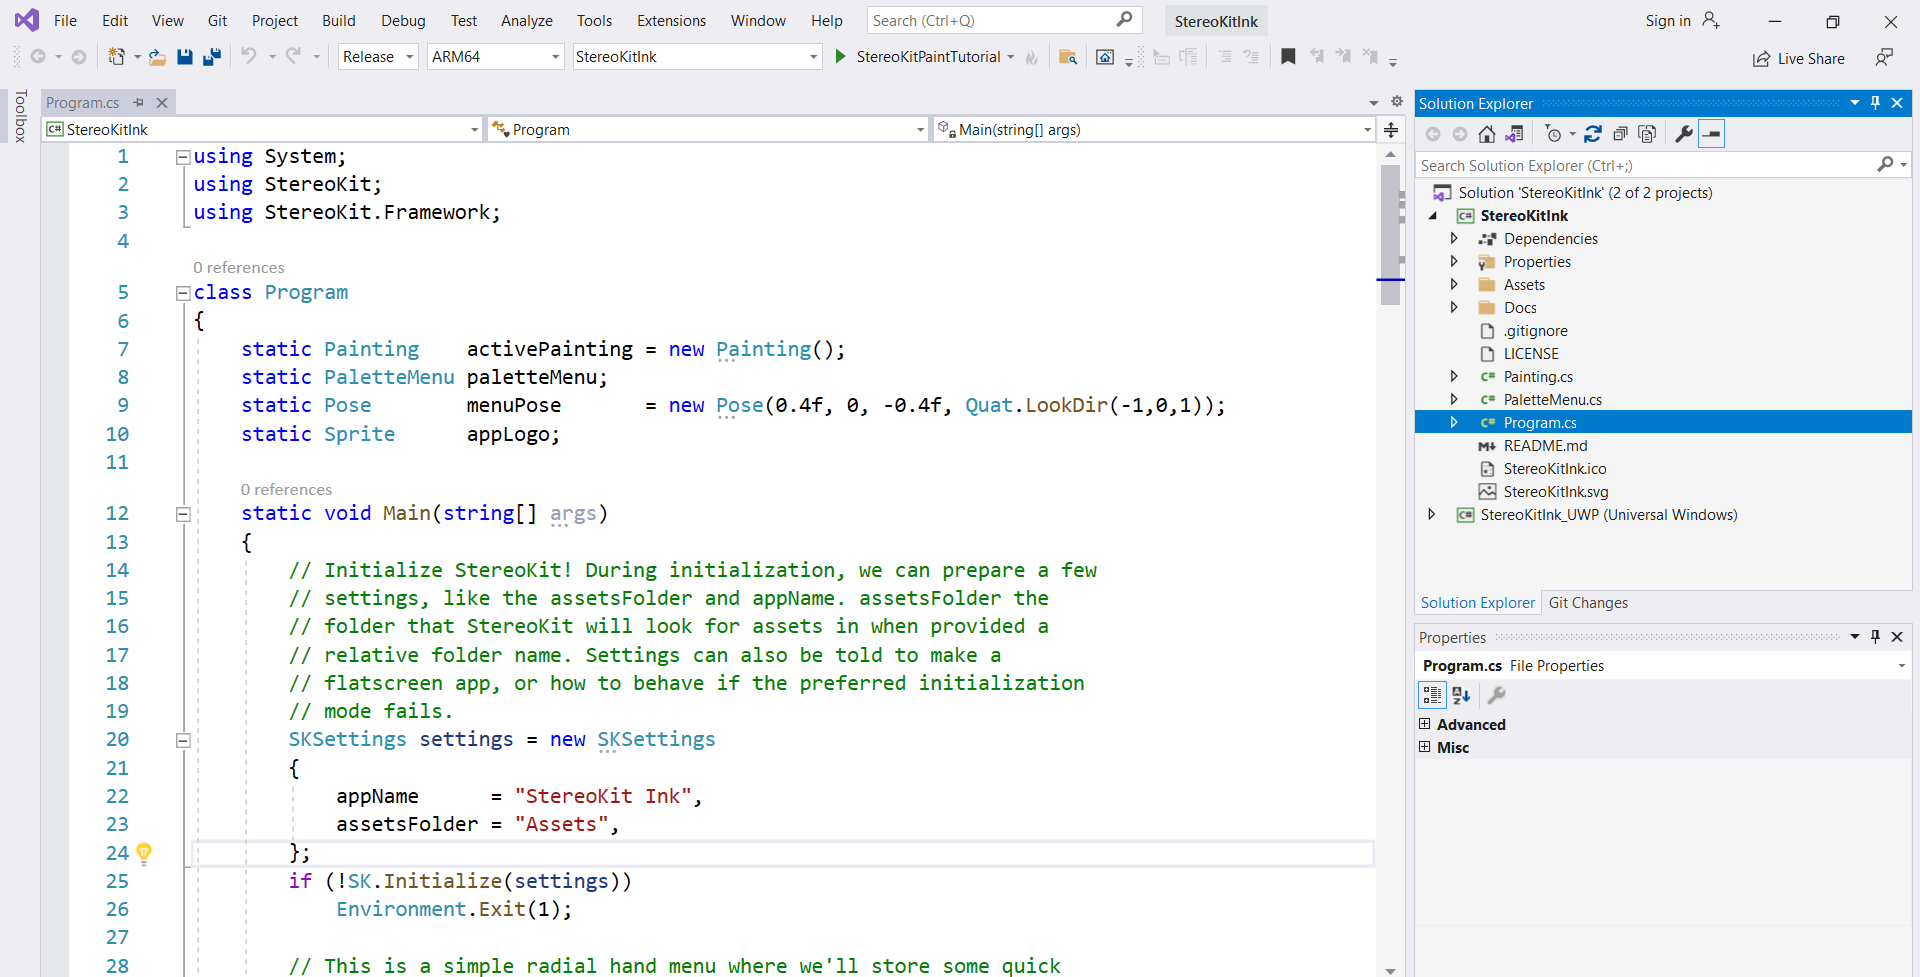 File Edit View Git Project Build Debug Test Analyze Tools Extensions Window Help Search (Ctrl+Q) StereoKitInk Sign in
Release ARM64 StereoKitInk StereoKitPaintTutorial Live Share
Toolbox
Program.cs
C# StereoKitInk Program Main(string[] args)
1 using System;
2 using StereoKit;
3 using StereoKit.Framework;
4
0 references
5 class Program
6 {
7 static Painting activePainting = new Painting();
8 static PaletteMenu paletteMenu;
9 static Pose menuPose = new Pose(0.4f, 0, -0.4f, Quat.LookDir(-1,0,1));
10 static Sprite appLogo;
11
0 references
12 static void Main(string[] args)
13 {
14 // Initialize StereoKit! During initialization, we can prepare a few
15 // settings, like the assetsFolder and appName. assetsFolder the
16 // folder that StereoKit will look for assets in when provided a
17 // relative folder name. Settings can also be told to make a
18 // flatscreen app, or how to behave if the preferred initialization
19 // mode fails.
20 SKSettings settings = new SKSettings
21 {
22 appName = "StereoKit Ink",
23 assetsFolder = "Assets",
24 };
25 if (!SK.Initialize(settings))
26 Environment.Exit(1);
27
28 // This is a simple radial hand menu where we'll store some quick
Solution Explorer
Search Solution Explorer (Ctrl+;)
Solution 'StereoKitInk' (2 of 2 projects)
C# StereoKitInk
Dependencies
Properties
Assets
Docs
.gitignore
LICENSE
C# Painting.cs
C# PaletteMenu.cs
C# Program.cs
M↓ README.md
StereoKitInk.ico
StereoKitInk.svg
C# StereoKitInk_UWP (Universal Windows)
Solution Explorer Git Changes
Properties
Program.cs File Properties
Advanced
Misc